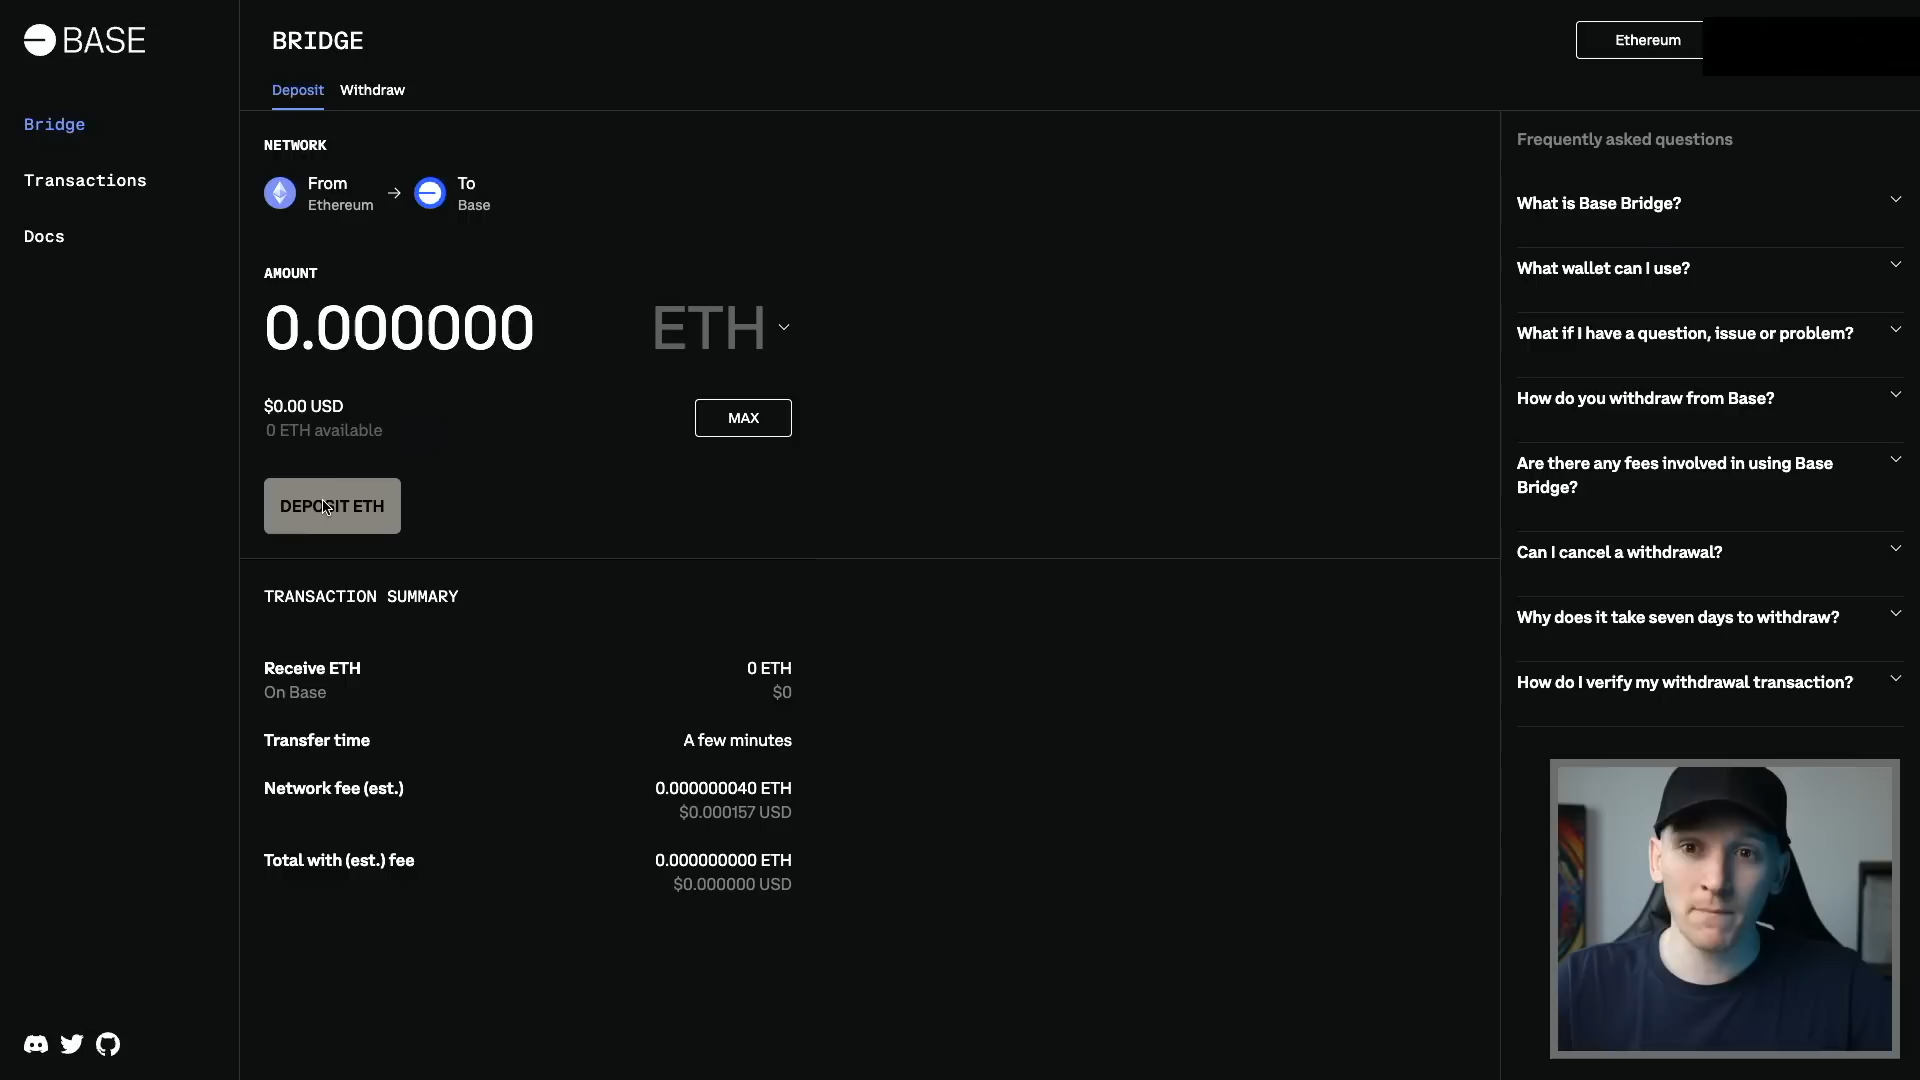 BASE
Bridge
Transactions
Docs
BRIDGE
Ethereum
Deposit Withdraw
NETWORK
From
Ethereum
To
Base
AMOUNT
0.000000 ETH
$0.00 USD
0 ETH available
MAX
DEPOSIT ETH
TRANSACTION SUMMARY
Receive ETH 0 ETH
On Base $0
Transfer time A few minutes
Network fee (est.) 0.000000040 ETH
$0.000157 USD
Total with (est.) fee 0.000000000 ETH
$0.000000 USD
Frequently asked questions
What is Base Bridge?
What wallet can I use?
What if I have a question, issue or problem?
How do you withdraw from Base?
Are there any fees involved in using Base
Bridge?
Can I cancel a withdrawal?
Why does it take seven days to withdraw?
How do I verify my withdrawal transaction?